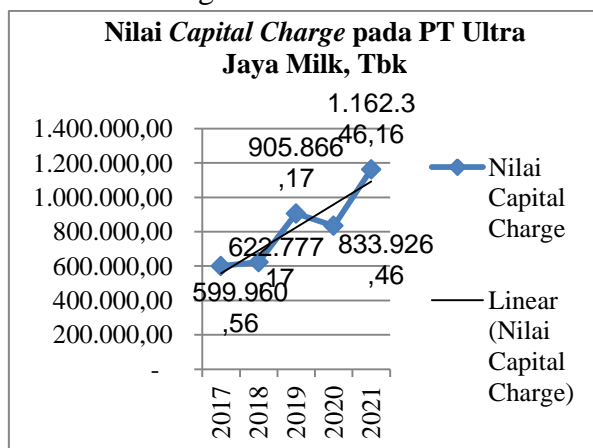 Nilai Capital Charge pada PT Ultra
Jaya Milk, Tbk
1.400.000,00
1.200.000,00
1.000.000,00
800.000,00
600.000,00
400.000,00
200.000,00
-
599.960
,56
622.777
,17
905.866
,17
833.926
,46
1.162.3
46,16
2017
2018
2019
2020
2021
Nilai
Capital
Charge
Linear
(Nilai
Capital
Charge)